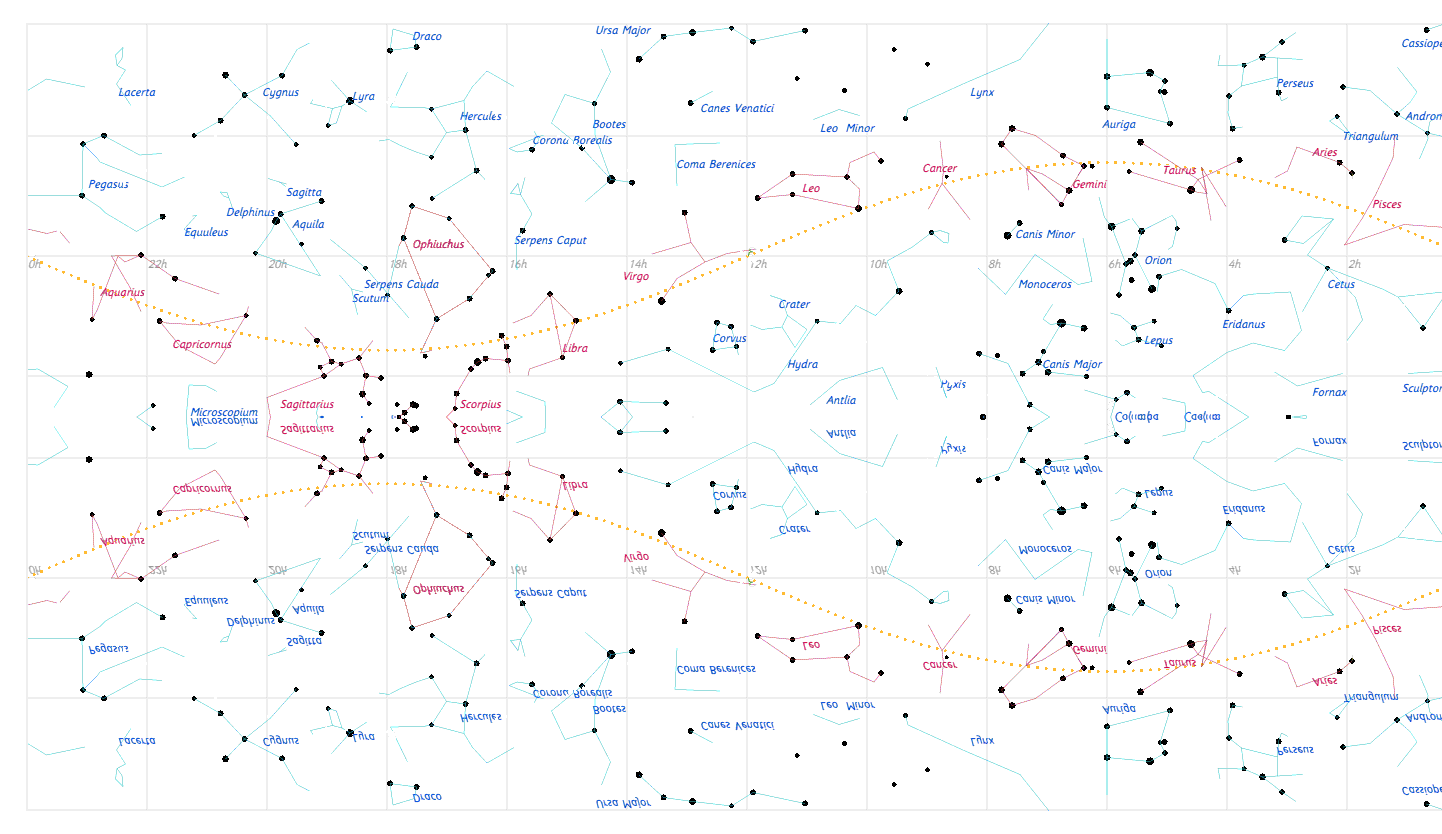 Draco
Ursa Major
Cassiope
Lacerta
Cygnus
Lyra
Hercules
Bootes
Canes Venatici
Leo Minor
Lynx
Auriga
Perseus
Androm
Corona Borealis
Triangulum
Coma Berenices
Aries
Cancer
Taurus
Pegasus
Sagitta
Leo
Gemini
Pisces
Delphinus
Aquila
Equuleus
Ophiuchus
Serpens Caput
Canis Minor
Orion
0h
22h
20h
18h
16h
14h
12h
10h
8h
6h
4h
2h
Virgo
Serpens Cauda
Scutum
Monoceros
Cetus
Aquarius
Crater
Eridanus
Capricornus
Libra
Corvus
Lepus
Hydra
Canis Major
Pyxis
Fornax
Sculptor
Sagittarius
Scorpius
Antlia
Microscopium
Microscopium
Sagittarius
Scorpius
Antlia
Fornax
Sculptor
Pyxis
Hydra
Canis Major
Capricornus
Libra
Corvus
Lepus
Crater
Eridanus
Aquarius
Scutum
Serpens Cauda
Virgo
Monoceros
Cetus
0h
22h
20h
18h
16h
14h
12h
10h
8h
6h
4h
2h
Ophiuchus
Serpens Caput
Orion
Equuleus
Aquila
Canis Minor
Delphinus
Sagitta
Pisces
Pegasus
Leo
Gemini
Coma Berenices
Cancer
Taurus
Aries
Corona Borealis
Triangulum
Bootes
Leo Minor
Auriga
Hercules
Canes Venatici
Androm
Lacerta
Cygnus
Lyra
Lynx
Perseus
Draco
Ursa Major
Cassiope